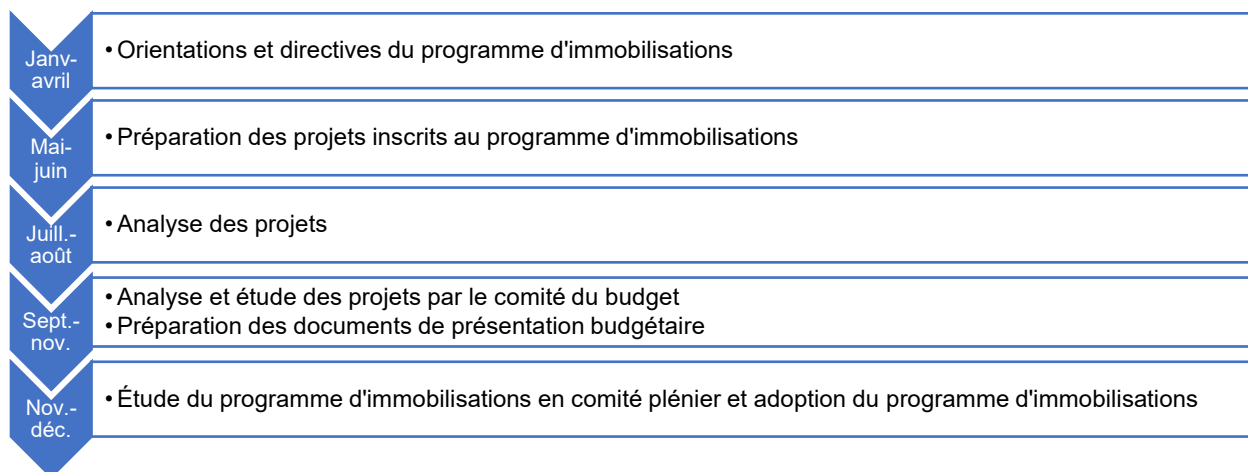 Janv-
avril
• Orientations et directives du programme d'immobilisations
Mai-
juin
• Préparation des projets inscrits au programme d'immobilisations
Juill.-
août
• Analyse des projets
Sept.-
nov.
• Analyse et étude des projets par le comité du budget
• Préparation des documents de présentation budgétaire
Nov.-
déc.
• Étude du programme d'immobilisations en comité plénier et adoption du programme d'immobilisations